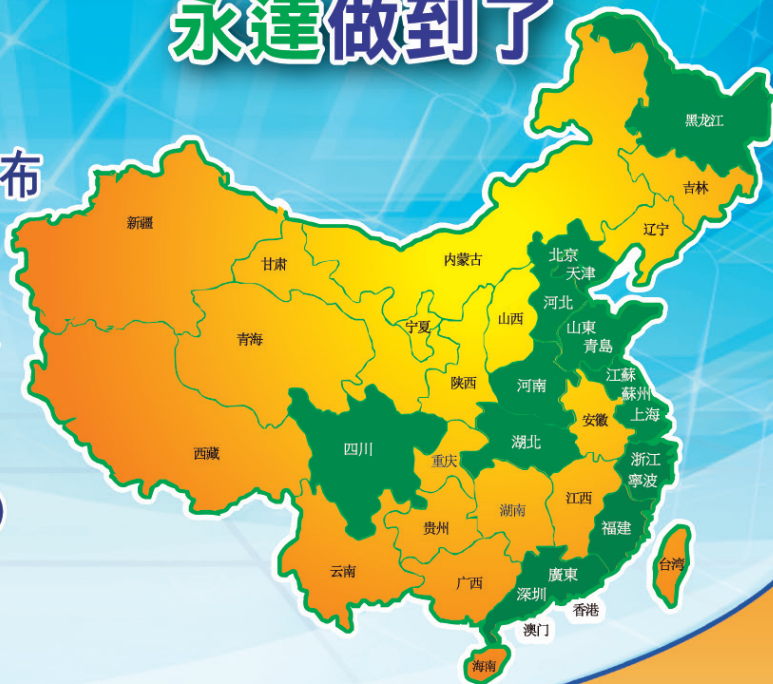 永達做到了
布
黑龙江
吉林
辽宁
新疆
甘肃
内蒙古
北京
天津
河北
山西
宁夏
青海
山東
青島
陕西
河南
江蘇
蘇州
上海
安徽
四川
湖北
西藏
重庆
浙江
寧波
江西
湖南
贵州
福建
云南
广西
廣東
深圳
台湾
香港
澳门
海南